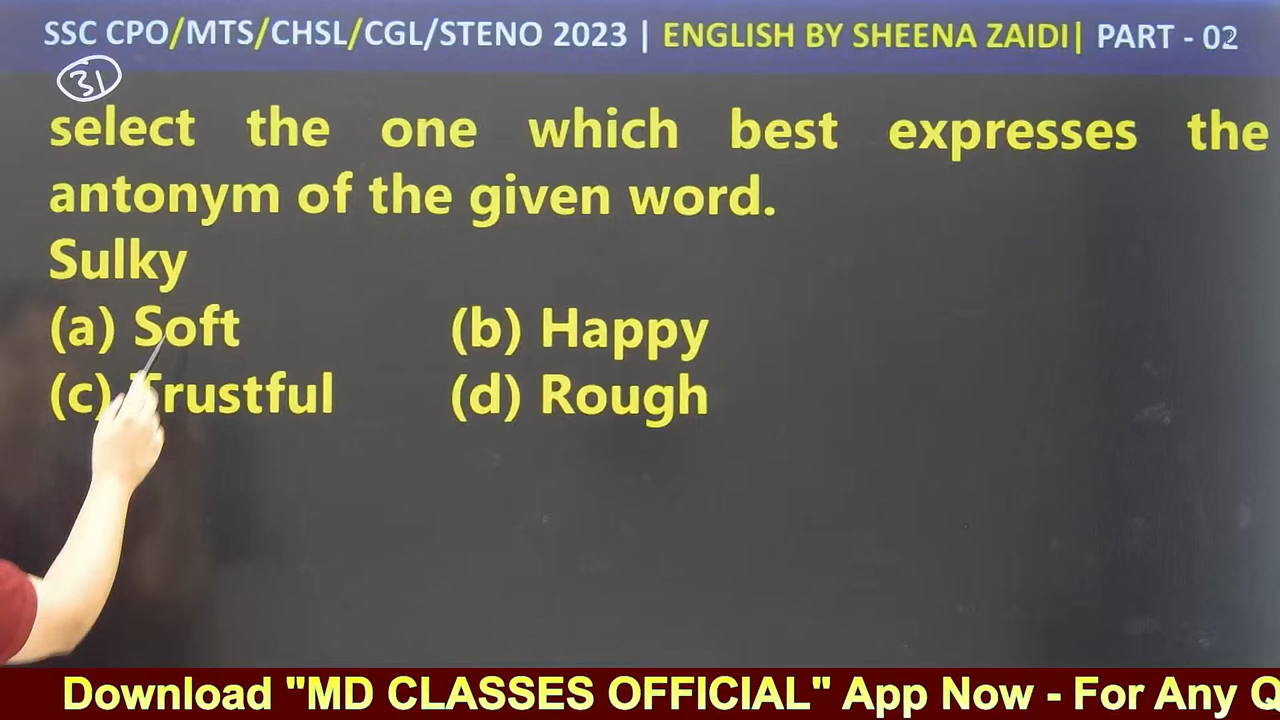 SSC CPO/MTS/CHSL/CGL/STENO 2023 | ENGLISH BY SHEENA ZAIDI| PART - 02
31
select the one which best expresses the
antonym of the given word.
Sulky
(a) Soft (b) Happy
(c) Trustful (d) Rough
Download "MD CLASSES OFFICIAL" App Now - For Any Q